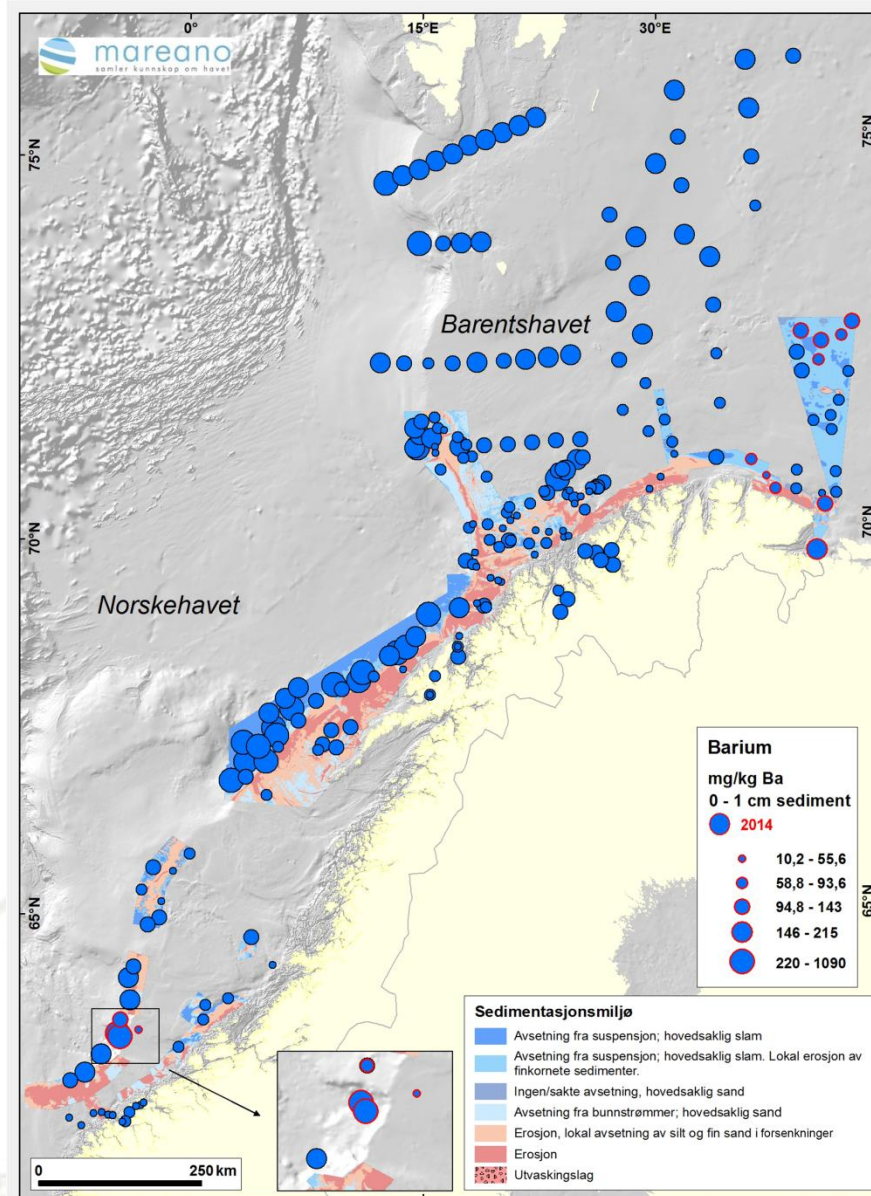 0°
15°E
30°E
mareano
samler kunnskap om havet
75°N
75°N
Barentshavet
70°N
70°N
Norskehavet
65°N
65°N
Barium
mg/kg Ba
0 - 1 cm sediment
2014
10,2 - 55,6
58,8 - 93,6
94,8 - 143
146 - 215
220 - 1090
Sedimentasjonsmiljø
Avsetning fra suspensjon; hovedsaklig slam
Avsetning fra suspensjon; hovedsaklig slam. Lokal erosjon av
finkornete sedimenter.
Ingen/sakte avsetning, hovedsaklig sand
Avsetning fra bunnstrømmer; hovedsaklig sand
Erosjon, lokal avsetning av silt og fin sand i forsenkninger
Erosjon
Utvaskingslag
0
250 km
0°
15°E